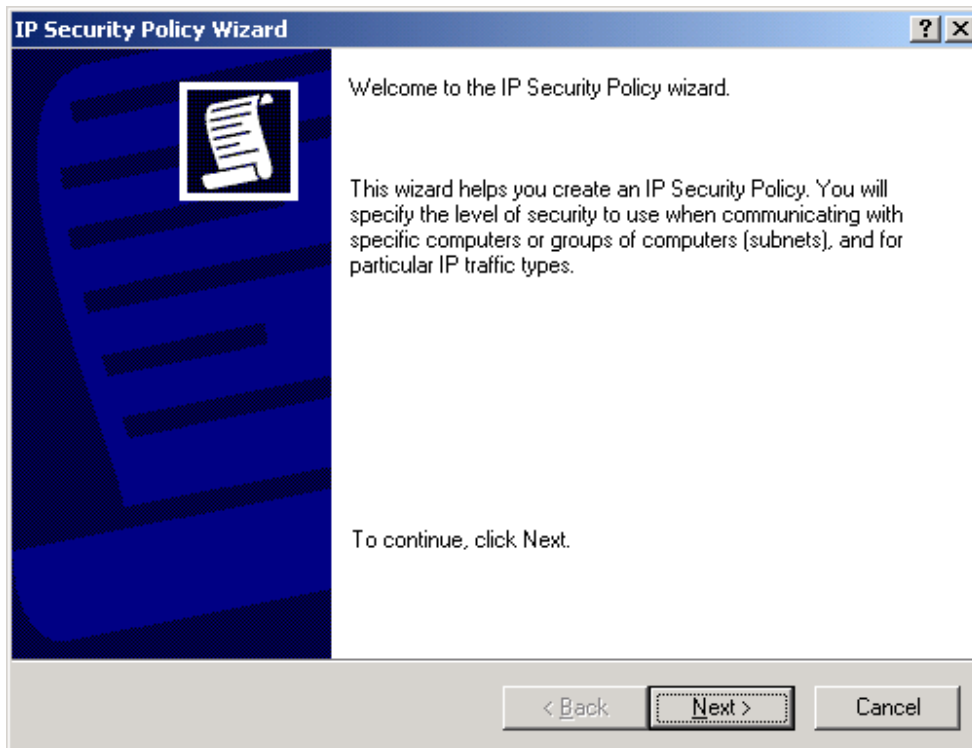 IP Security Policy Wizard
Welcome to the IP Security Policy wizard.
This wizard helps you create an IP Security Policy. You will
specify the level of security to use when communicating with
specific computers or groups of computers (subnets), and for
particular IP traffic types.
To continue, click Next.
< Back
Next >
Cancel